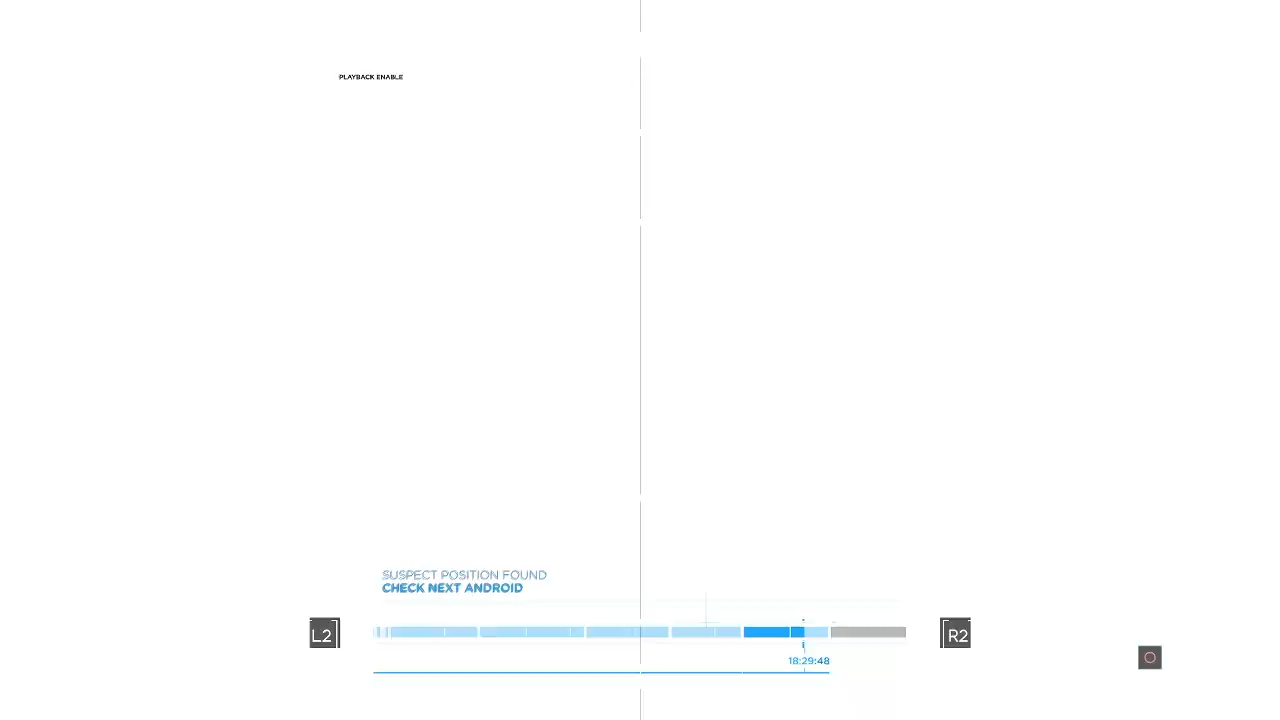 PLAYBACK ENABLE
SUSPECT POSITION FOUND
CHECK NEXT ANDROID
L2
R2
18:29:48